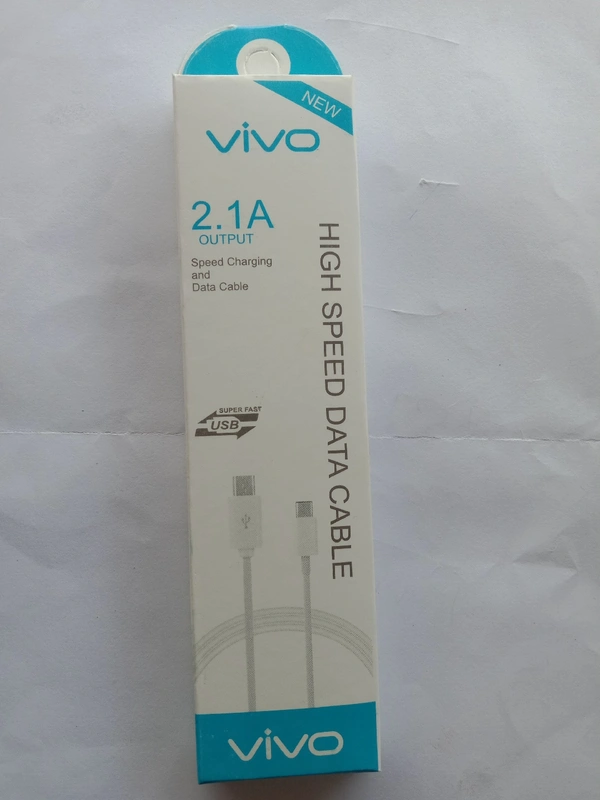 NEW
vivo
2.1A
OUTPUT
Speed Charging
and
Data Cable
HIGH SPEED DATA CABLE
SUPER FAST
USB
vivo